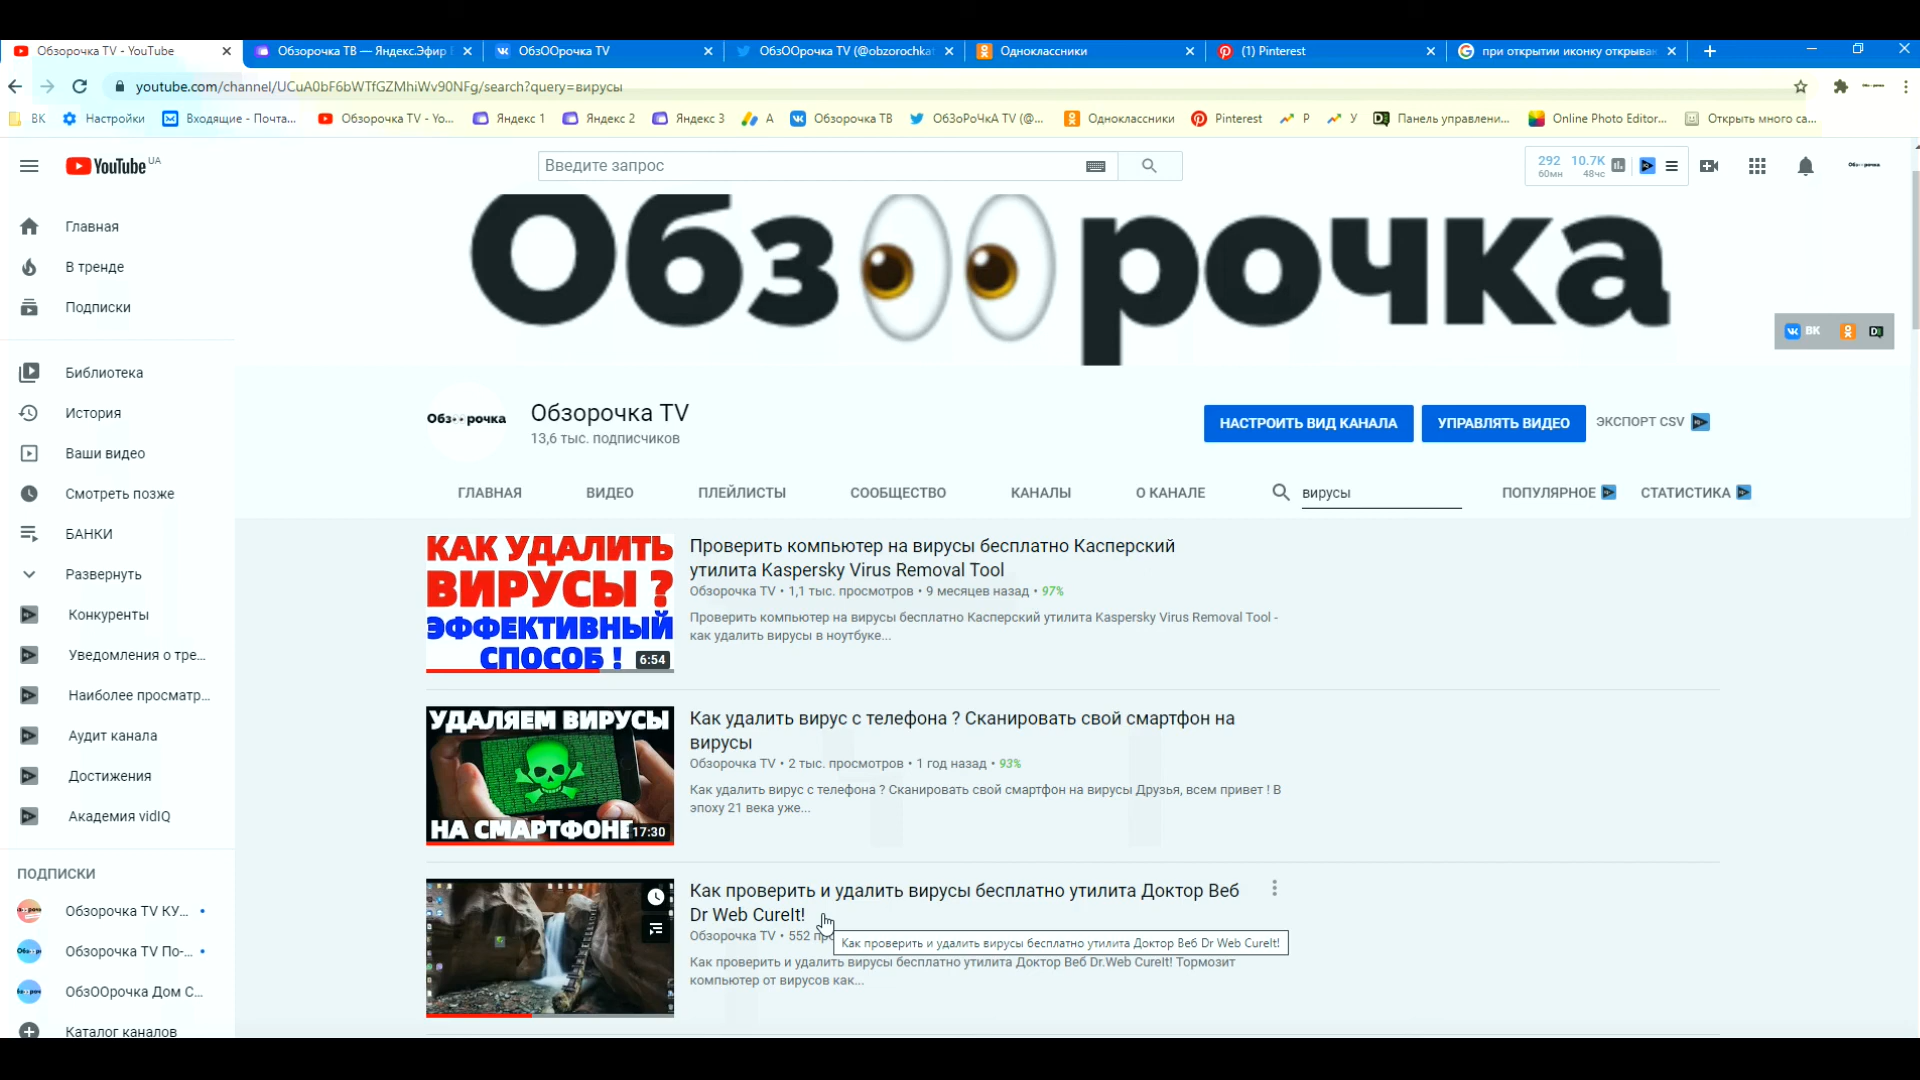 Обзорочка TV - YouTube
Обзорочка ТВ — Яндекс.Эфир
ОбзООрочка TV
ОбзООрочка TV (@obzorochka
Одноклассники
(1) Pinterest
при открытии иконку открыва
youtube.com/channel/UCuA0bF6bWTfGZMhiWv90NFg/search?query=вирусы
ВК
Настройки
Входящие - Почта...
Обзорочка TV - Yo...
Яндекс 1
Яндекс 2
Яндекс 3
А
Обзорочка ТВ
ОбЗоРоЧкА TV (@...
Одноклассники
Pinterest
Р
У
Панель управлени...
Online Photo Editor...
Открыть много са...
YouTube UA
Введите запрос
292 10.7K
60мн 48чс
Обз рочка
Главная
В тренде
Подписки
Библиотека
История
Ваши видео
Смотреть позже
БАНКИ
Развернуть
Конкуренты
Уведомления о тре...
Наиболее просматр...
Аудит канала
Достижения
Академия vidIQ
ПОДПИСКИ
Обзорочка TV КУ...
Обзорочка TV По-...
ОбзООрочка Дом С...
Каталог каналов
ВК
Обз рочка
Обзорочка TV
13,6 тыс. подписчиков
НАСТРОИТЬ ВИД КАНАЛА
УПРАВЛЯТЬ ВИДЕО
ЭКСПОРТ CSV
ГЛАВНАЯ
ВИДЕО
ПЛЕЙЛИСТЫ
СООБЩЕСТВО
КАНАЛЫ
О КАНАЛЕ
вирусы
ПОПУЛЯРНОЕ
СТАТИСТИКА
КАК УДАЛИТЬ
ВИРУСЫ ?
ЭФФЕКТИВНЫЙ
СПОСОБ !
6:54
Проверить компьютер на вирусы бесплатно Касперский
утилита Kaspersky Virus Removal Tool
Обзорочка TV • 1,1 тыс. просмотров • 9 месяцев назад • 97%
Проверить компьютер на вирусы бесплатно Касперский утилита Kaspersky Virus Removal Tool -
как удалить вирусы в ноутбуке...
УДАЛЯЕМ ВИРУСЫ
НА СМАРТФОНЕ
17:30
Как удалить вирус с телефона ? Сканировать свой смартфон на
вирусы
Обзорочка TV • 2 тыс. просмотров • 1 год назад • 93%
Как удалить вирус с телефона ? Сканировать свой смартфон на вирусы Друзья, всем привет ! В
эпоху 21 века уже...
Как проверить и удалить вирусы бесплатно утилита Доктор Веб
Dr Web CureIt!
Обзорочка TV • 552
Как проверить и удалить вирусы бесплатно утилита Доктор Веб Dr Web CureIt!
Как проверить и удалить вирусы бесплатно утилита Доктор Веб Dr.Web CureIt! Тормозит
компьютер от вирусов как...